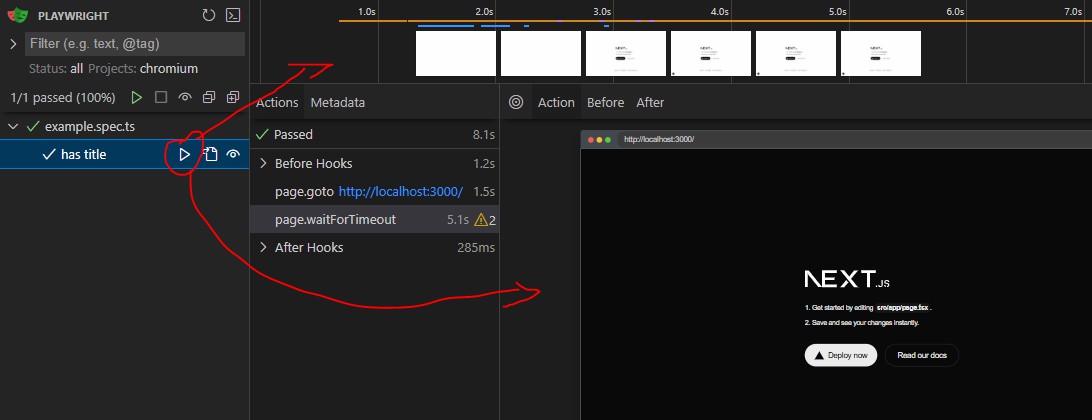 PLAYWRIGHT
Filter (e.g. text, @tag)
Status: all Projects: chromium
1/1 passed (100%)
example.spec.ts
has title
1.0s 2.0s 3.0s 4.0s 5.0s 6.0s 7.0s
NEXT
NEXT
NEXT
NEXT
Actions Metadata
Passed 8.1s
Before Hooks 1.2s
page.goto http://localhost:3000/ 1.5s
page.waitForTimeout 5.1s 2
After Hooks 285ms
Action Before After
http://localhost:3000/
NEXT.JS
1. Get started by editing src/app/page.tsx .
2. Save and see your changes instantly.
Deploy now Read our docs